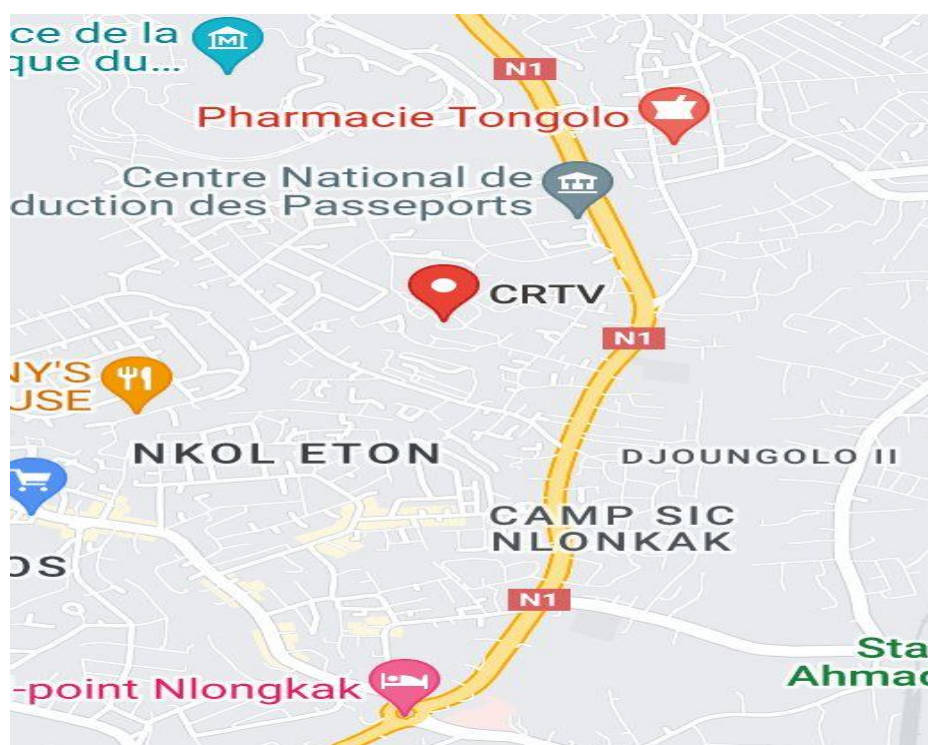 ce de la
que du...
N1
Pharmacie Tongolo
Centre National de
duction des Passeports
CRTV
N1
NY'S
USE
NKOL ETON
DJOUNGOLO II
CAMP SIC
NLONKAK
OS
N1
Sta
Ahmad
-point Nlongkak